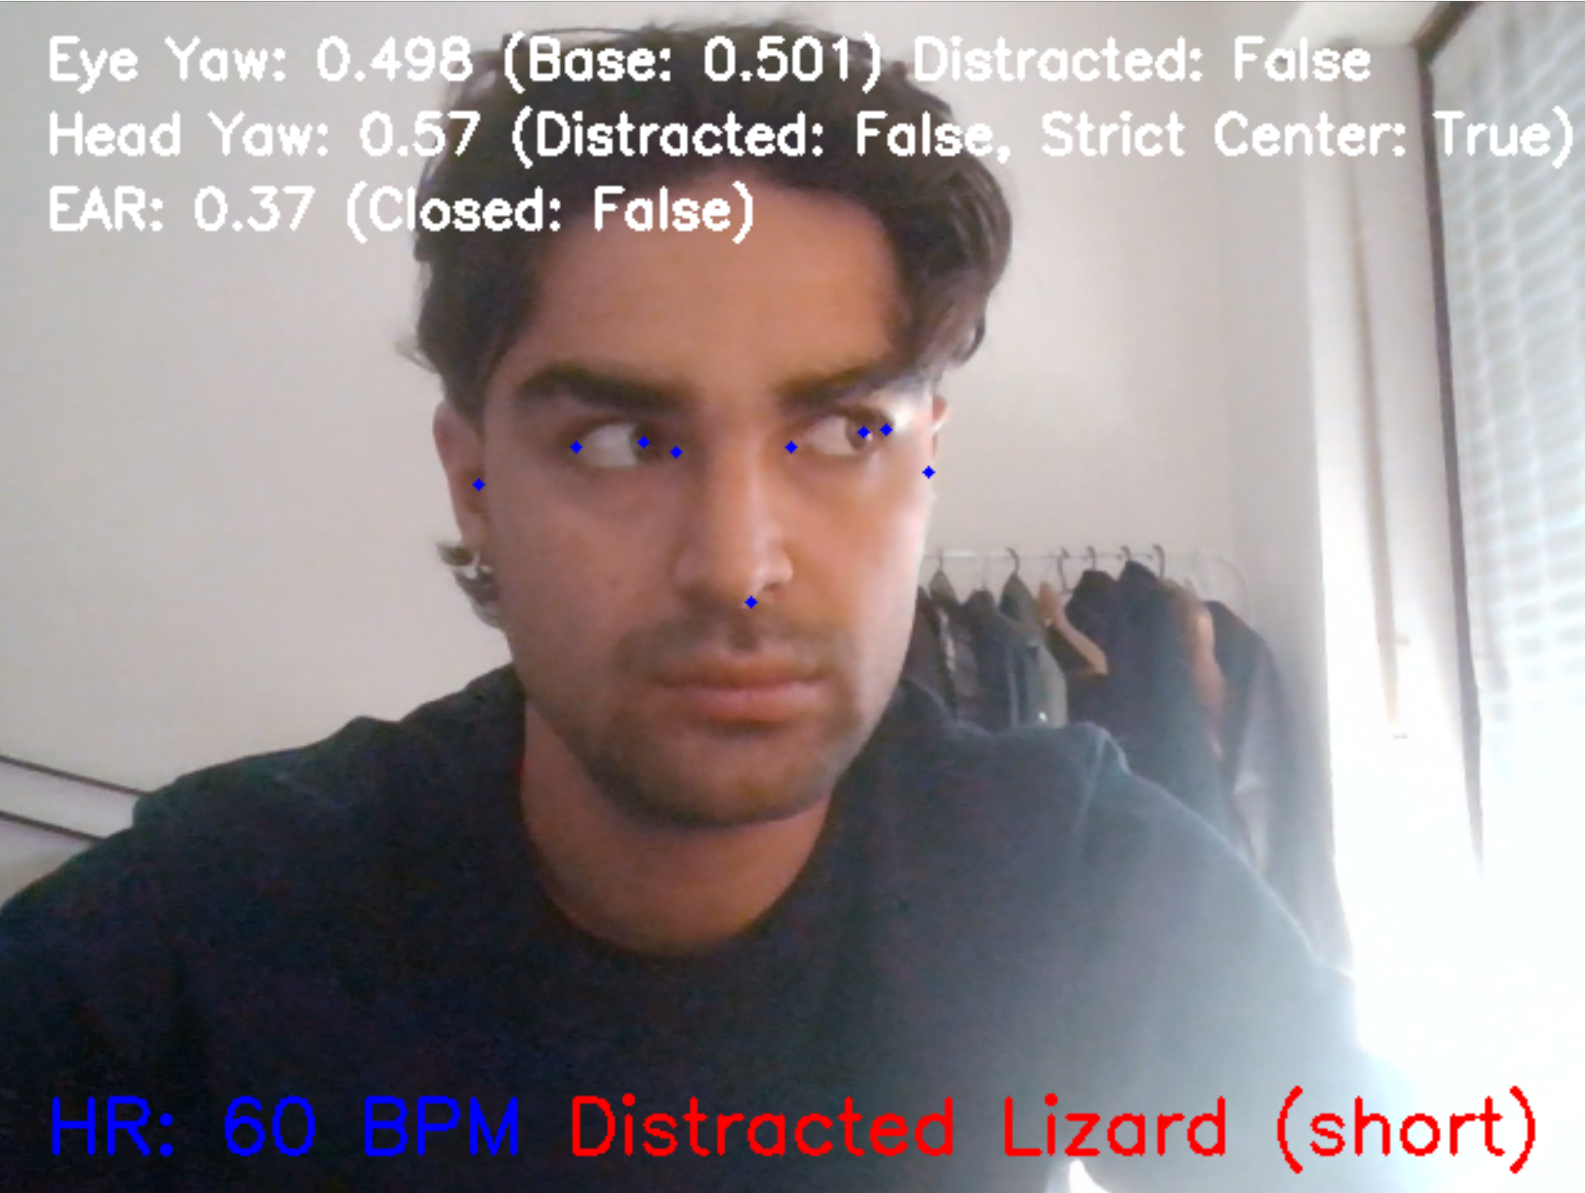 Eye Yaw: 0.498 (Base: 0.501) Distracted: False
Head Yaw: 0.57 (Distracted: False, Strict Center: True)
EAR: 0.37 (Closed: False)
HR: 60 BPM Distracted Lizard (short)